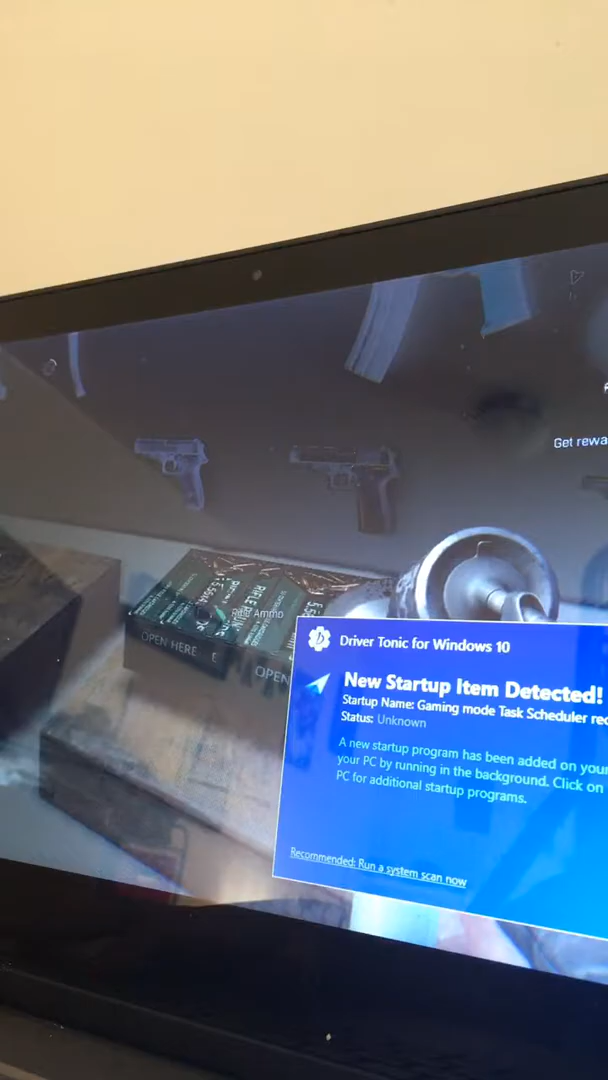 Get rewa
Rear Ammo
RIFLE
OPEN HERE
OPEN
Driver Tonic for Windows 10
New Startup Item Detected!
Startup Name: Gaming mode Task Scheduler rec
Status: Unknown
A new startup program has been added on your
your PC by running in the background. Click on
PC for additional startup programs.
Recommended: Run a system scan now